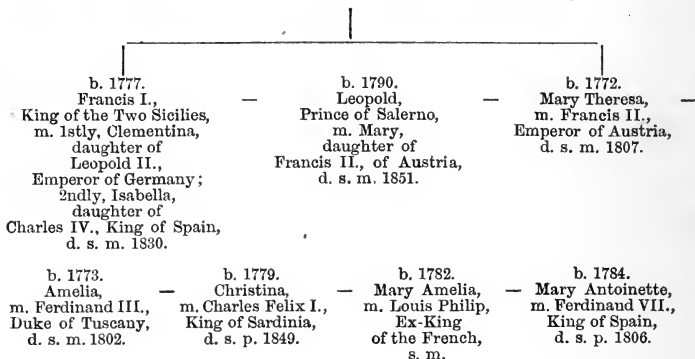 b. 1777.
Francis I.,
King of the Two Sicilies,
m. 1stly, Clementina,
daughter of
Leopold II.,
Emperor of Germany;
2ndly, Isabella,
daughter of
Charles IV., King of Spain,
d. s. m. 1830.
—
b. 1790.
Leopold,
Prince of Salerno,
m. Mary,
daughter of
Francis II., of Austria,
d. s. m. 1851.
—
b. 1772.
Mary Theresa,
m. Francis II.,
Emperor of Austria,
d. s. m. 1807.
—
b. 1773.
Amelia,
m. Ferdinand III.,
Duke of Tuscany,
d. s. m. 1802.
—
b. 1779.
Christina,
m. Charles Felix I.,
King of Sardinia,
d. s. p. 1849.
—
b. 1782.
Mary Amelia,
m. Louis Philip,
Ex-King
of the French,
s. m.
—
b. 1784.
Mary Antoinette,
m. Ferdinaud VII.,
King of Spain,
d. s. p. 1806.